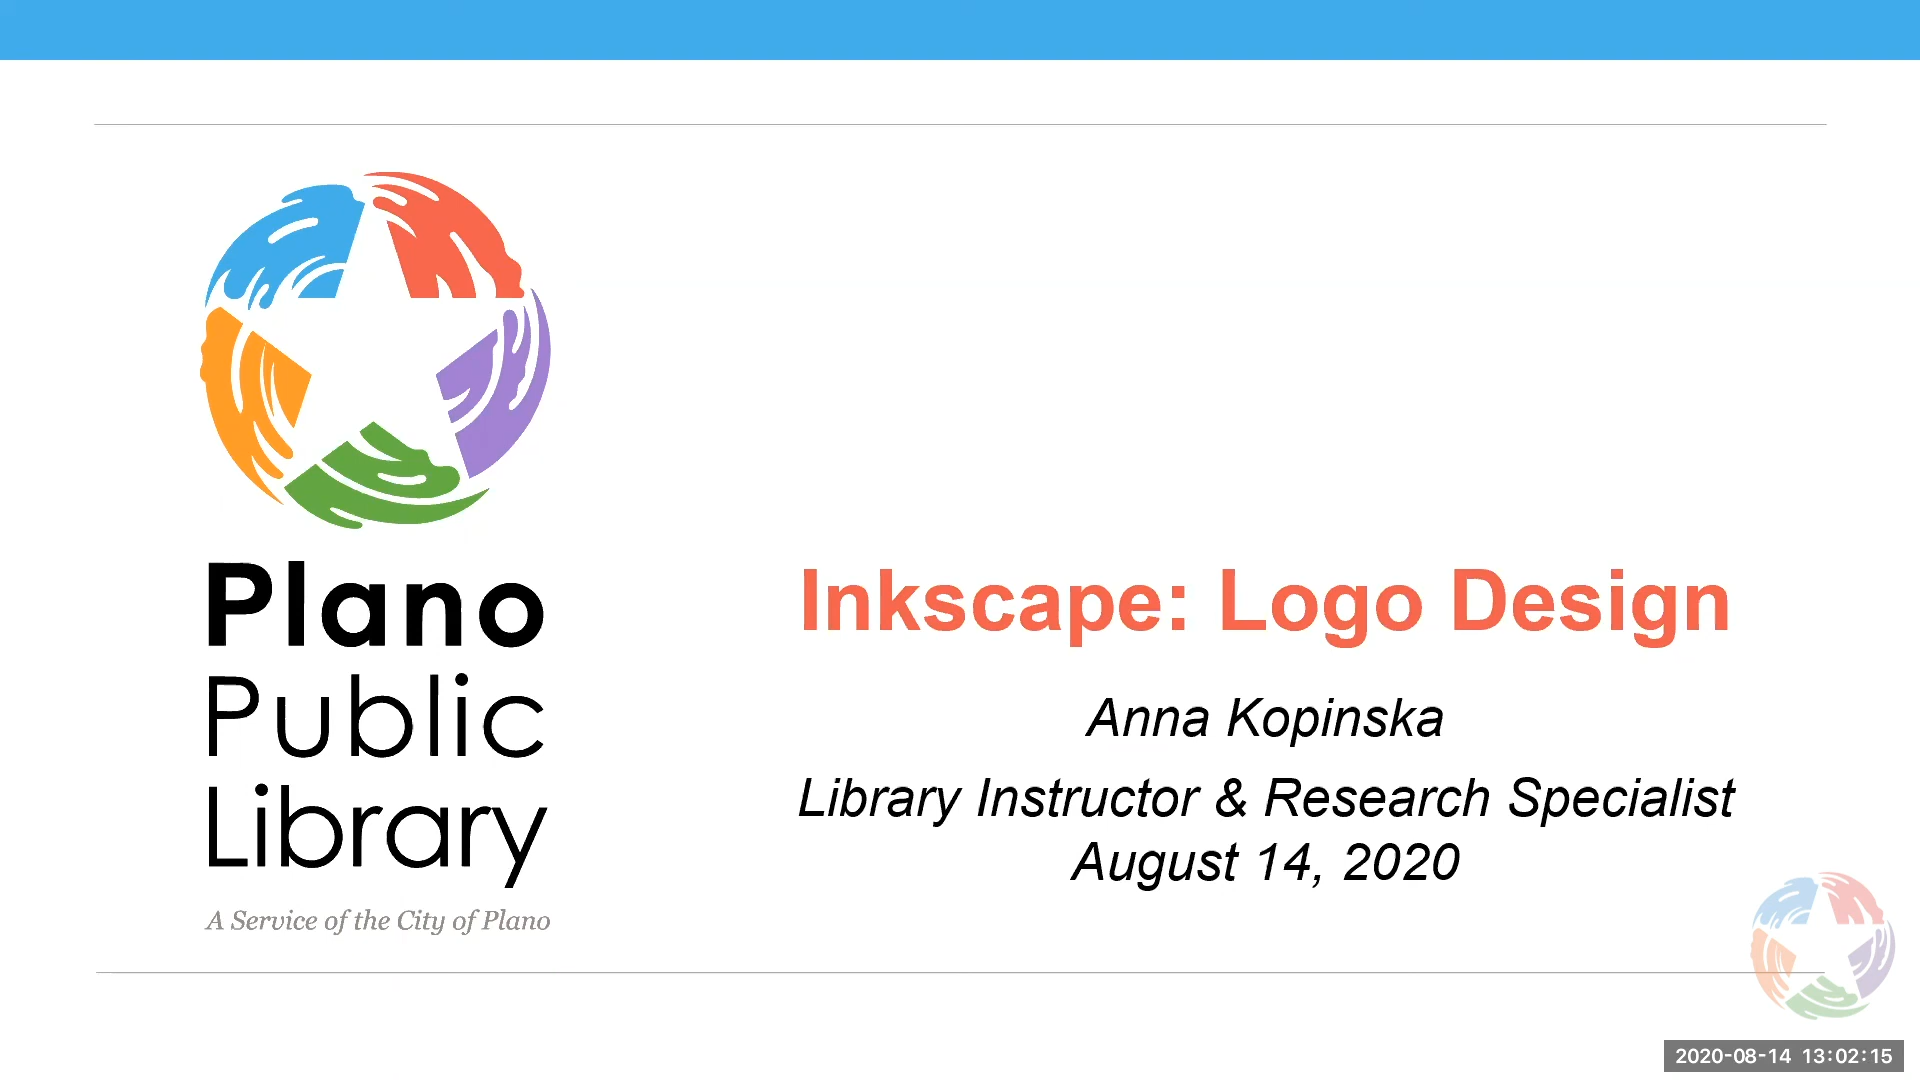 Plano
Public
Library
A Service of the City of Plano
Inkscape: Logo Design
Anna Kopinska
Library Instructor & Research Specialist
August 14, 2020
2020-08-14 13:02:15